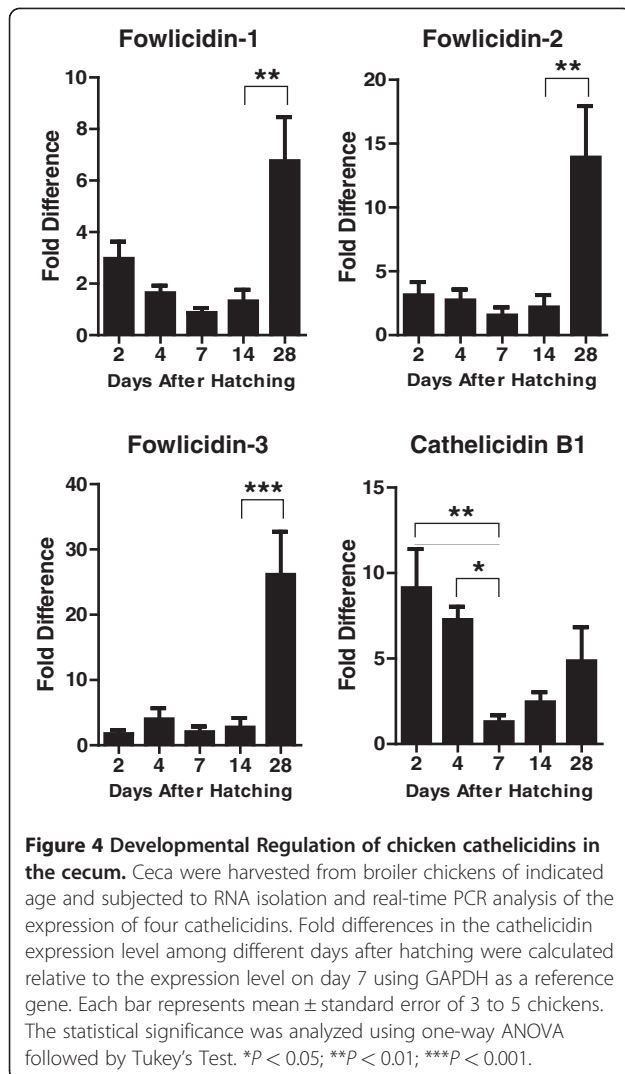 Fowlicidin-1
10
8
6
4
2
0
Fold Difference
**
2 4 7 14 28
Days After Hatching
Fowlicidin-2
20
15
10
5
0
Fold Difference
**
2 4 7 14 28
Days After Hatching
Fowlicidin-3
40
30
20
10
0
Fold Difference
***
2 4 7 14 28
Days After Hatching
Cathelicidin B1
15
10
5
0
Fold Difference
**
*
2 4 7 14 28
Days After Hatching
Figure 4 Developmental Regulation of chicken cathelicidins in
the cecum. Ceca were harvested from broiler chickens of indicated
age and subjected to RNA isolation and real-time PCR analysis of the
expression of four cathelicidins. Fold differences in the cathelicidin
expression level among different days after hatching were calculated
relative to the expression level on day 7 using GAPDH as a reference
gene. Each bar represents mean ± standard error of 3 to 5 chickens.
The statistical significance was analyzed using one-way ANOVA
followed by Tukey's Test. *P < 0.05; **P < 0.01; ***P < 0.001.